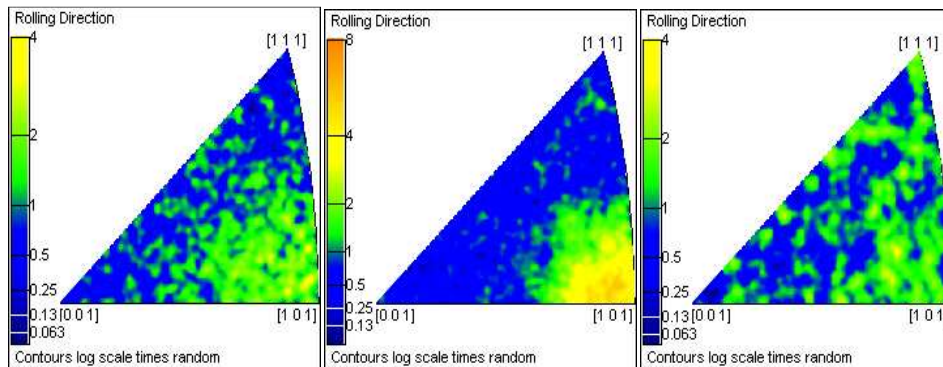 Rolling Direction
4
[1 1 1]
2
1
0.5
0.25
0.13
0.063
[0 0 1]
[1 0 1]
Contours log scale times random
Rolling Direction
8
[1 1 1]
4
2
1
0.5
0.25
0.13
[0 0 1]
[1 0 1]
Contours log scale times random
Rolling Direction
4
[1 1 1]
2
1
0.5
0.25
0.13
0.063
[0 0 1]
[1 0 1]
Contours log scale times random